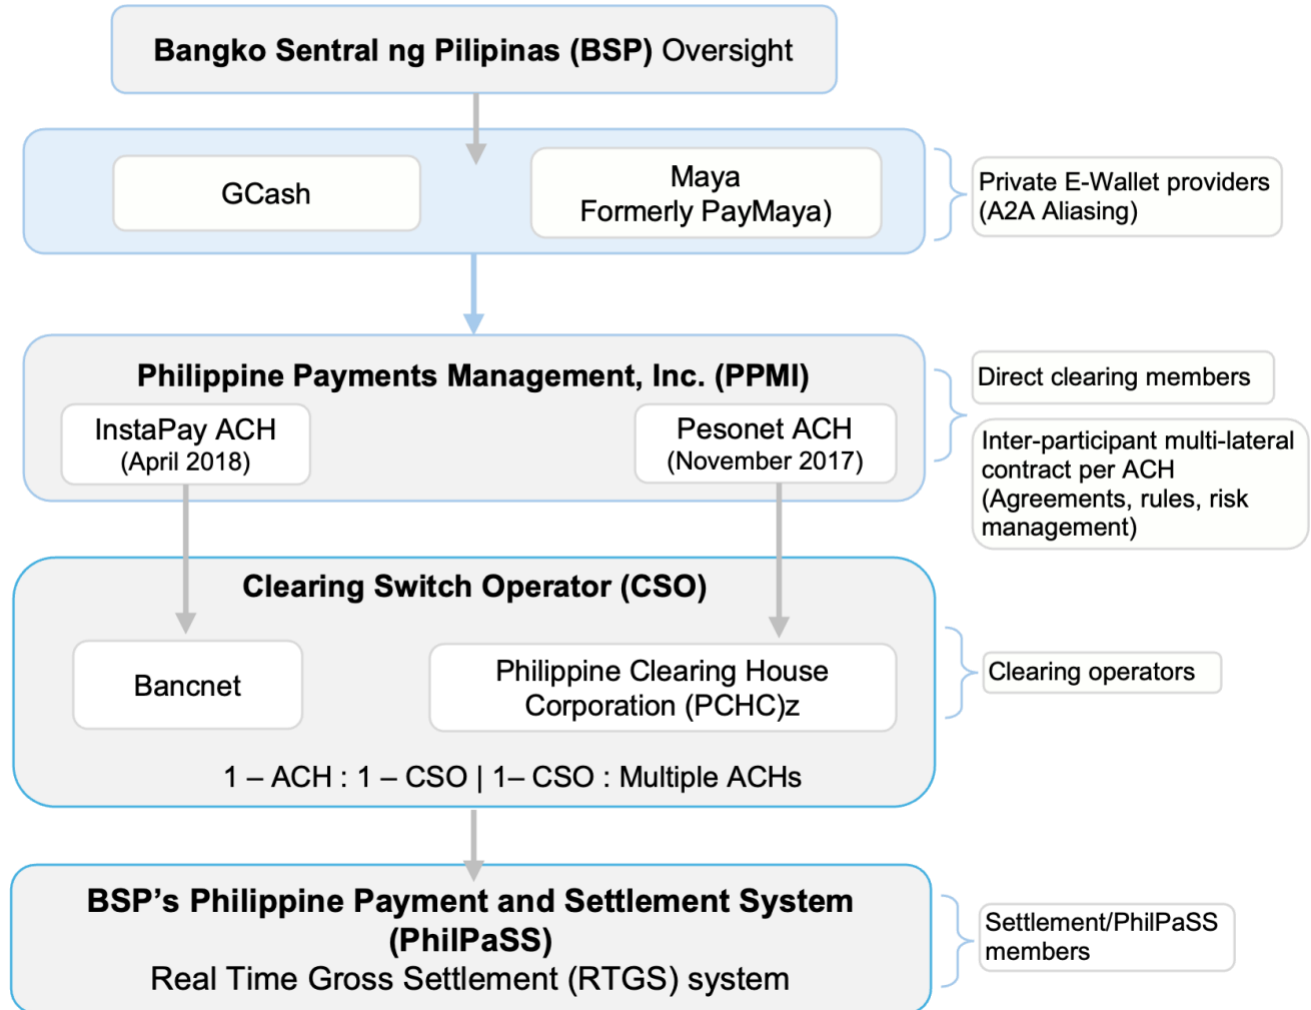 Bangko Sentral ng Pilipinas (BSP) Oversight
GCash
Maya
Formerly PayMaya)
Private E-Wallet providers
(A2A Aliasing)
Philippine Payments Management, Inc. (PPMI)
InstaPay ACH
(April 2018)
Pesonet ACH
(November 2017)
Direct clearing members
Inter-participant multi-lateral
contract per ACH
(Agreements, rules, risk
management)
Clearing Switch Operator (CSO)
Bancnet
Philippine Clearing House
Corporation (PCHC)z
Clearing operators
1 – ACH : 1 – CSO | 1– CSO : Multiple ACHs
BSP’s Philippine Payment and Settlement System
(PhilPaSS)
Real Time Gross Settlement (RTGS) system
Settlement/PhilPaSS
members